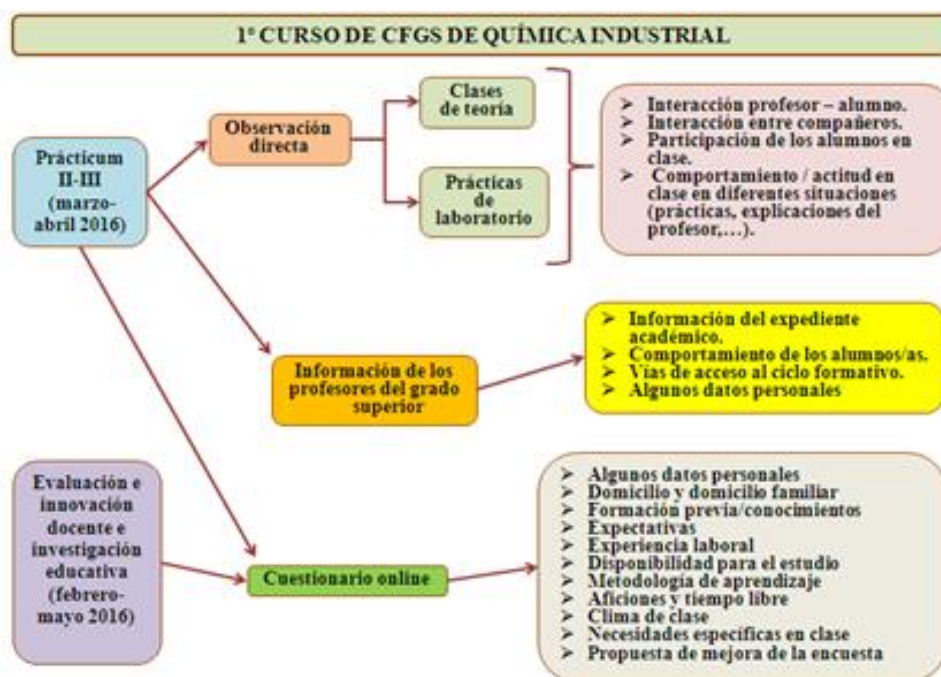 1º CURSO DE CFGS DE QUÍMICA INDUSTRIAL
Prácticum
II-III
(marzo-
abril 2016)
Observación
directa
Clases
de teoría
Prácticas
de
laboratorio
➢ Interacción profesor – alumno.
➢ Interacción entre compañeros.
➢ Participación de los alumnos en
clase.
➢ Comportamiento / actitud en
clase en diferentes situaciones
(prácticas, explicaciones del
profesor,…).
Información de los
profesores del grado
superior
➢ Información del expediente
académico.
➢ Comportamiento de los alumnos/as.
➢ Vías de acceso al ciclo formativo.
➢ Algunos datos personales
Evaluación e
innovación
docente e
investigación
educativa
(febrero-
mayo 2016)
Cuestionario online
➢ Algunos datos personales
➢ Domicilio y domicilio familiar
➢ Formación previa/conocimientos
➢ Expectativas
➢ Experiencia laboral
➢ Disponibilidad para el estudio
➢ Metodología de aprendizaje
➢ Aficiones y tiempo libre
➢ Clima de clase
➢ Necesidades específicas en clase
➢ Propuesta de mejora de la encuesta